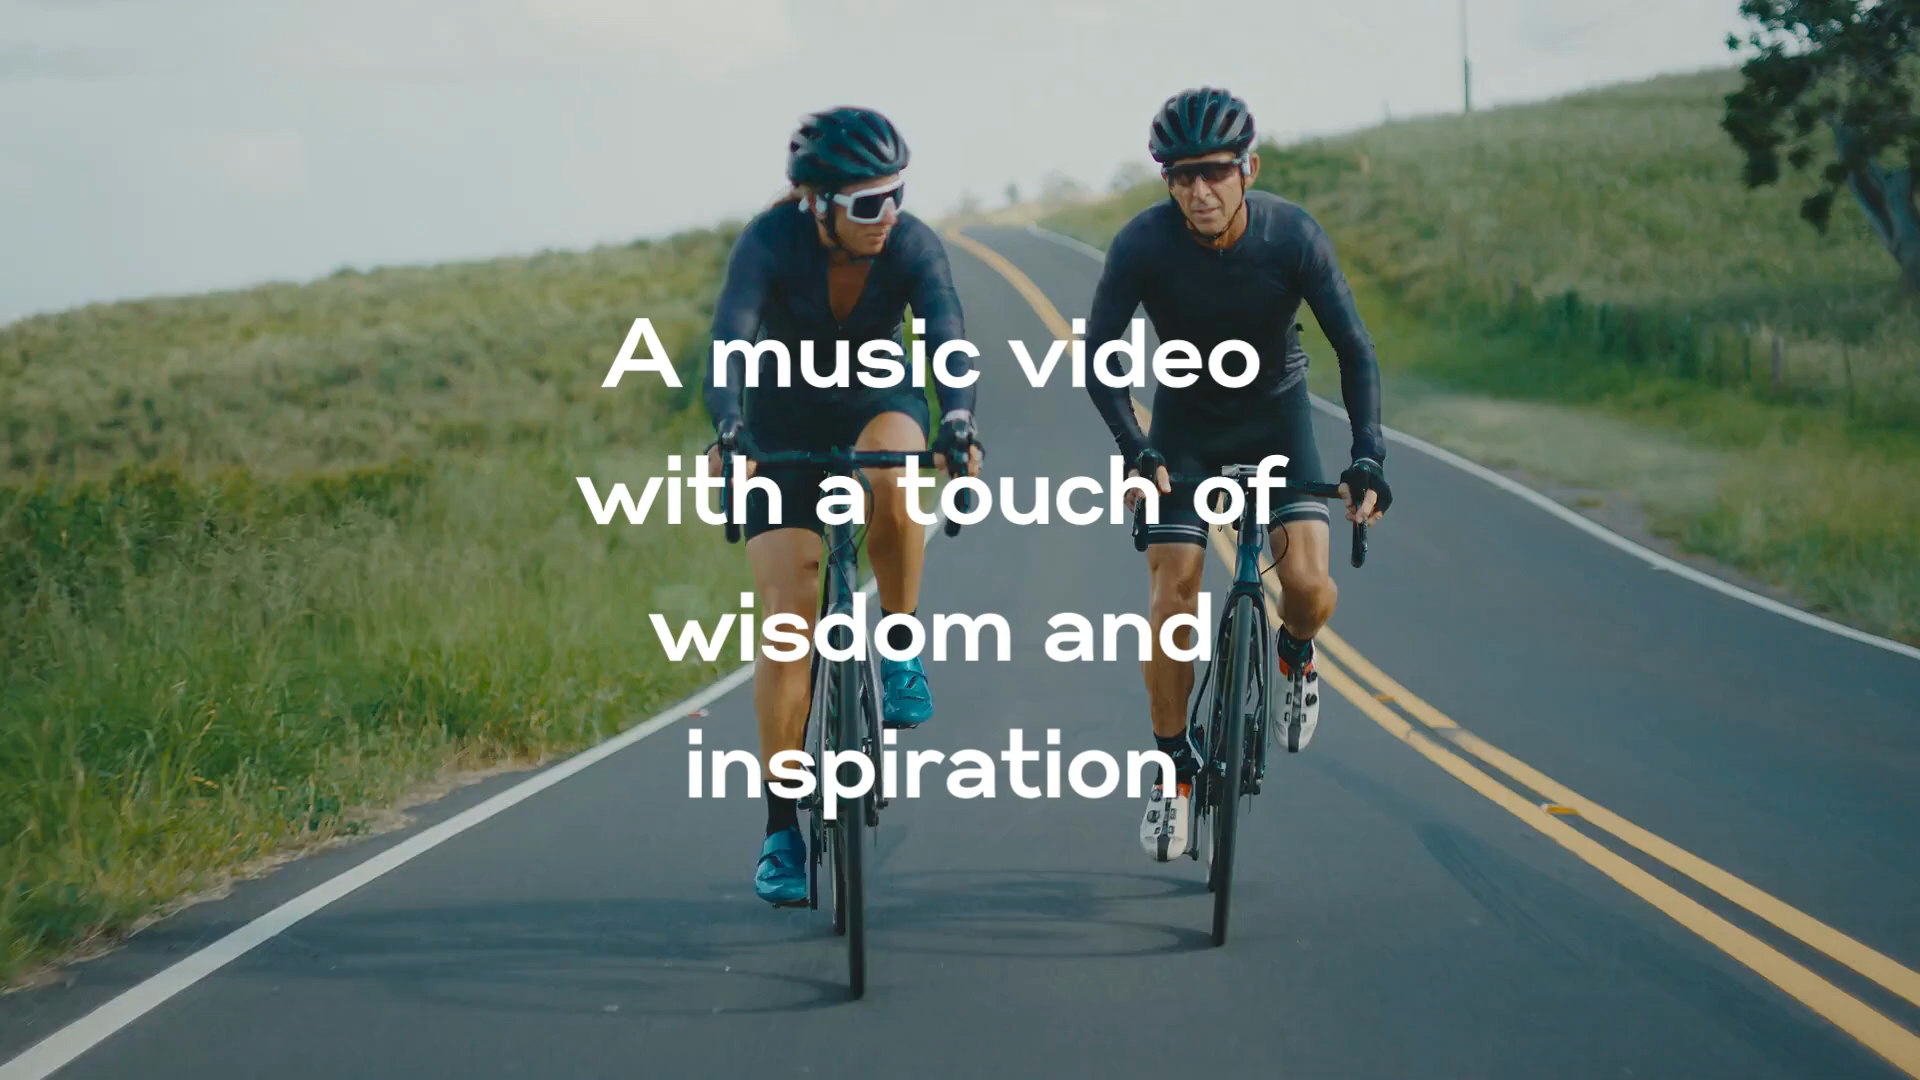 A music video
with a touch of
wisdom and
inspiration